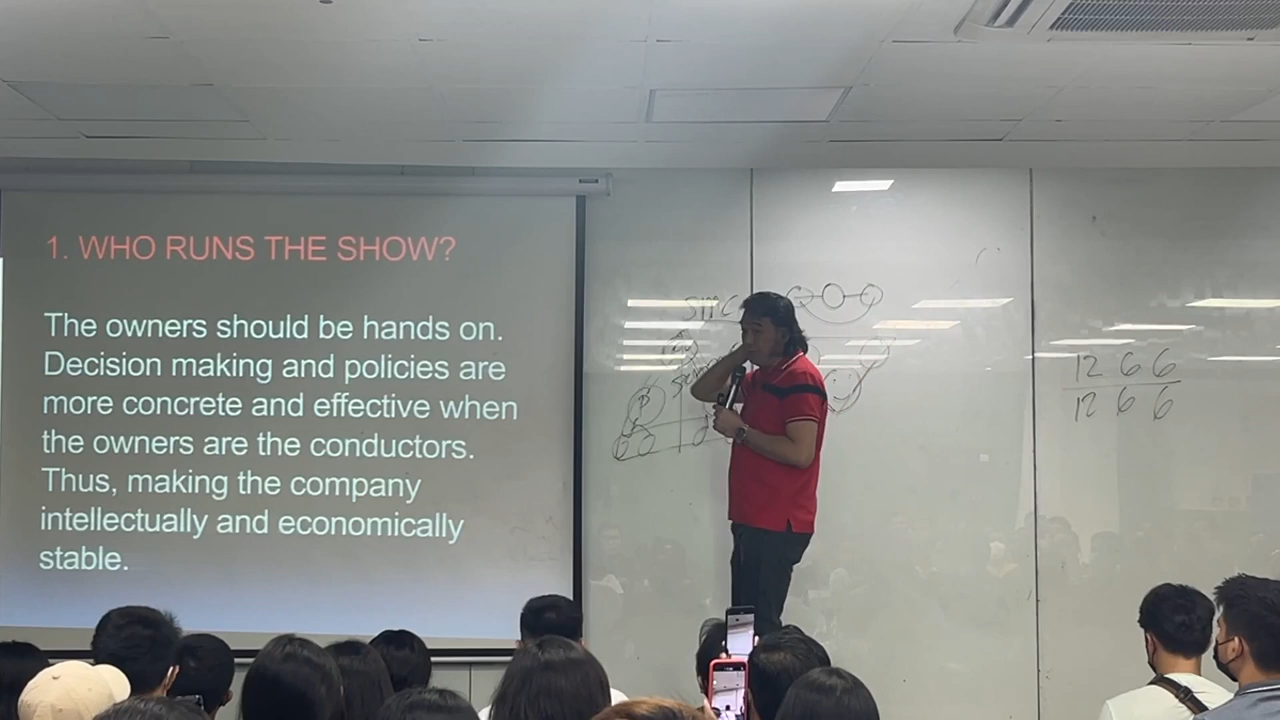 1. WHO RUNS THE SHOW?
The owners should be hands on.
Decision making and policies are
more concrete and effective when
the owners are the conductors.
Thus, making the company
intellectually and economically
stable.
12 6 6
12 6 6